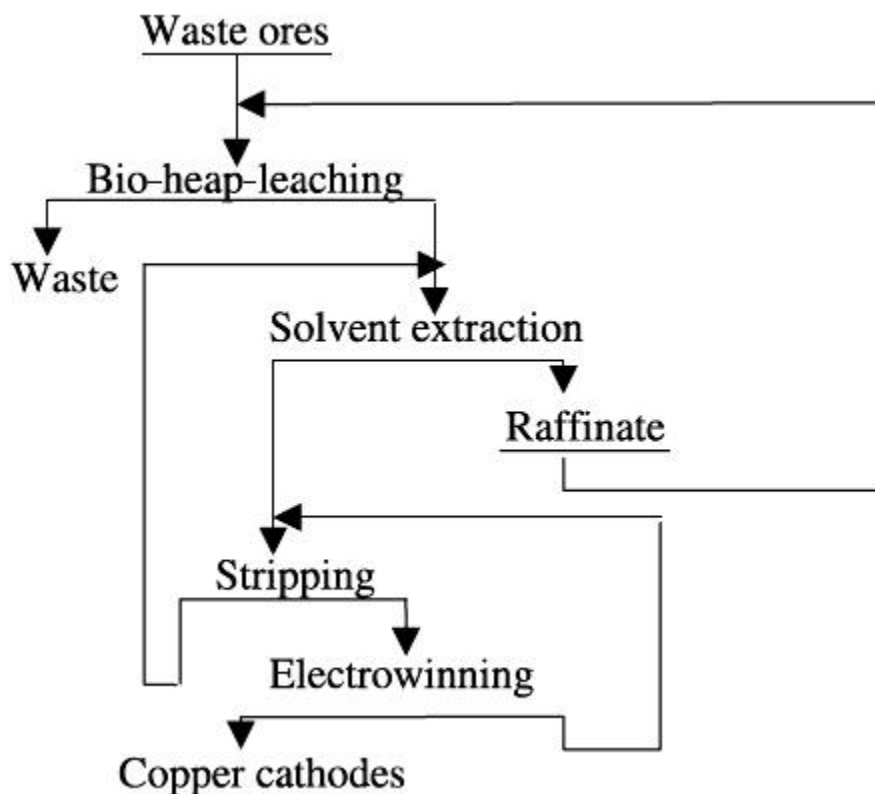 Waste ores
Bio-heap-leaching
Waste
Solvent extraction
Raffinate
Stripping
Electrowinning
Copper cathodes